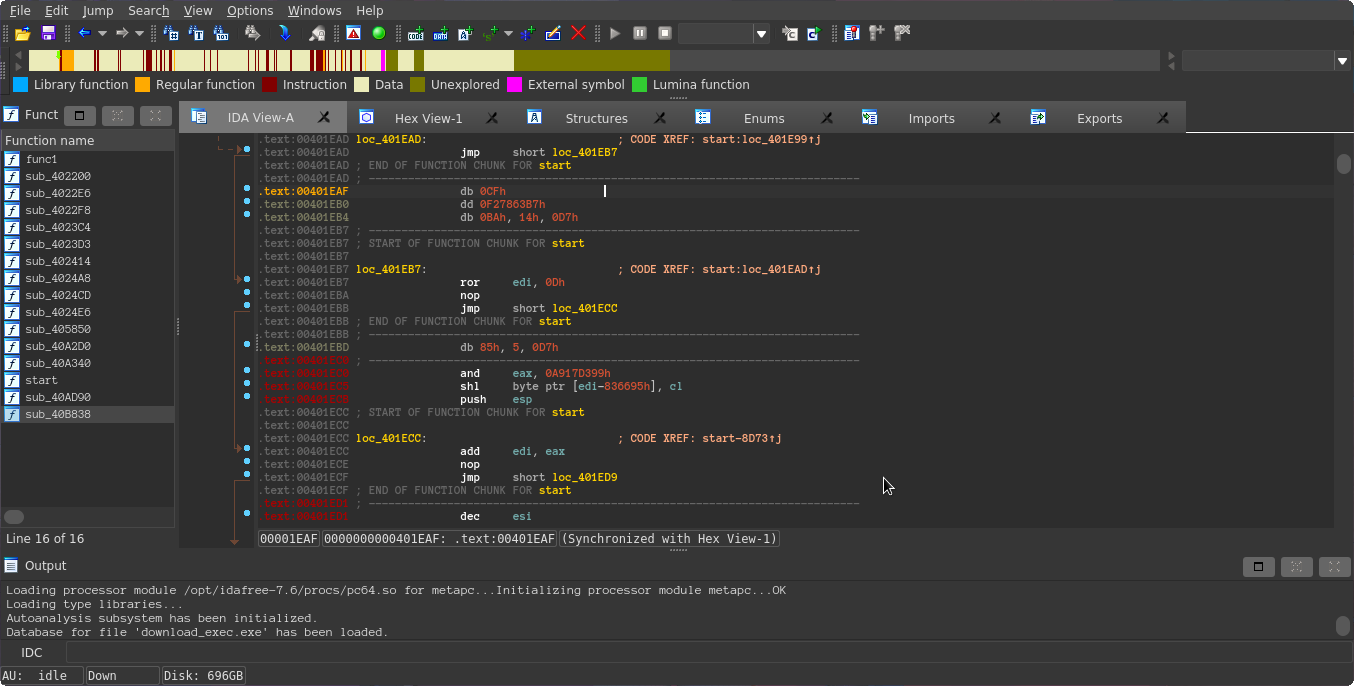 File Edit Jump Search View Options Windows Help
Library function Regular function Instruction Data Unexplored External symbol Lumina function
Funct
IDA View-A Hex View-1 Structures Enums Imports Exports
Function name
func1
sub_402200
sub_4022E6
sub_4022F8
sub_4023C4
sub_4023D3
sub_402414
sub_4024A8
sub_4024CD
sub_4024E6
sub_405850
sub_40A2D0
sub_40A340
start
sub_40AD90
sub_40B838
Line 16 of 16
.text:00401EAD loc_401EAD: ; CODE XREF: start:loc_401E99↑j
.text:00401EAD jmp short loc_401EB7
.text:00401EAD ; END OF FUNCTION CHUNK FOR start
.text:00401EAD ; ---------------------------------------------------------------------------
.text:00401EAF db 0CFh
.text:00401EB0 dd 0F27863B7h
.text:00401EB4 db 0BAh, 14h, 0D7h
.text:00401EB7 ; ---------------------------------------------------------------------------
.text:00401EB7 ; START OF FUNCTION CHUNK FOR start
.text:00401EB7
.text:00401EB7 loc_401EB7: ; CODE XREF: start:loc_401EAD↑j
.text:00401EB7 ror edi, 0Dh
.text:00401EBA nop
.text:00401EBB jmp short loc_401ECC
.text:00401EBB ; END OF FUNCTION CHUNK FOR start
.text:00401EBB ; ---------------------------------------------------------------------------
.text:00401EBD db 85h, 5, 0D7h
.text:00401EC0 ; ---------------------------------------------------------------------------
.text:00401EC0 and eax, 0A917D399h
.text:00401EC5 shl byte ptr [edi-836695h], cl
.text:00401ECB push esp
.text:00401ECC ; START OF FUNCTION CHUNK FOR start
.text:00401ECC
.text:00401ECC loc_401ECC: ; CODE XREF: start-8D73↑j
.text:00401ECC add edi, eax
.text:00401ECE nop
.text:00401ECF jmp short loc_401ED9
.text:00401ECF ; END OF FUNCTION CHUNK FOR start
; ---------------------------------------------------------------------------
dec esi
00001EAF 0000000000401EAF: .text:00401EAF (Synchronized with Hex View-1)
Output
Loading processor module /opt/idafree-7.6/procs/pc64.so for metapc...Initializing processor module metapc...OK
Loading type libraries...
Autoanalysis subsystem has been initialized.
Database for file 'download_exec.exe' has been loaded.
IDC
AU: idle Down Disk: 696GB